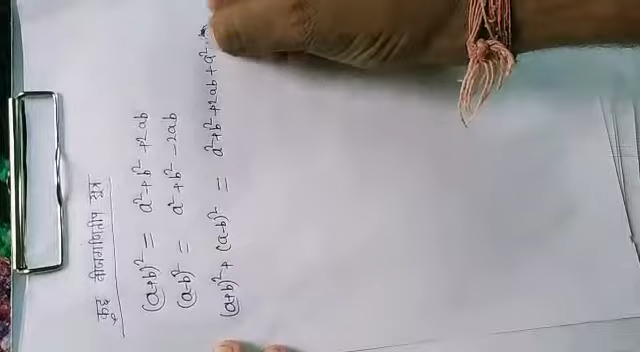 कुछ बीजगणितीय सूत्र
(a+b)² = a²+b²+2ab
(a-b)² = a²+b²-2ab
(a+b)²+(a-b)² = a²+b²+2ab+a²